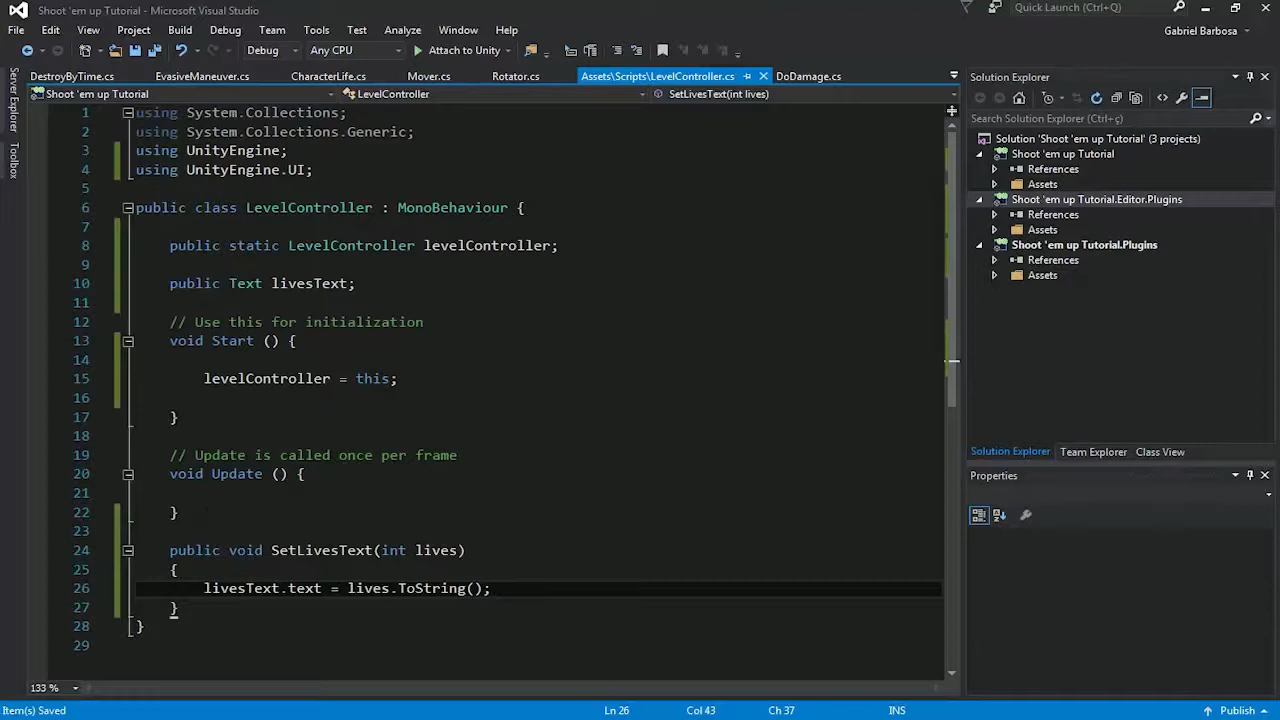 Shoot 'em up Tutorial - Microsoft Visual Studio
Quick Launch (Ctrl+Q)
File Edit View Project Build Debug Team Tools Test Analyze Window Help
Gabriel Barbosa
Debug Any CPU Attach to Unity
DestroyByTime.cs EvasiveManeuver.cs CharacterLife.cs Mover.cs Rotator.cs Assets\Scripts\LevelController.cs DoDamage.cs
Shoot 'em up Tutorial LevelController SetLivesText(int lives)
Server Explorer
Toolbox
1 using System.Collections;
2 using System.Collections.Generic;
3 using UnityEngine;
4 using UnityEngine.UI;
5
6 public class LevelController : MonoBehaviour {
7
8 public static LevelController levelController;
9
10 public Text livesText;
11
12 // Use this for initialization
13 void Start () {
14
15 levelController = this;
16
17 }
18
19 // Update is called once per frame
20 void Update () {
21
22 }
23
24 public void SetLivesText(int lives)
25 {
26 livesText.text = lives.ToString();
27 }
28 }
29
133 %
Solution Explorer
Search Solution Explorer (Ctrl+ç)
Solution 'Shoot 'em up Tutorial' (3 projects)
Shoot 'em up Tutorial
References
Assets
Shoot 'em up Tutorial.Editor.Plugins
References
Assets
Shoot 'em up Tutorial.Plugins
References
Assets
Solution Explorer Team Explorer Class View
Properties
Item(s) Saved Ln 26 Col 43 Ch 37 INS Publish